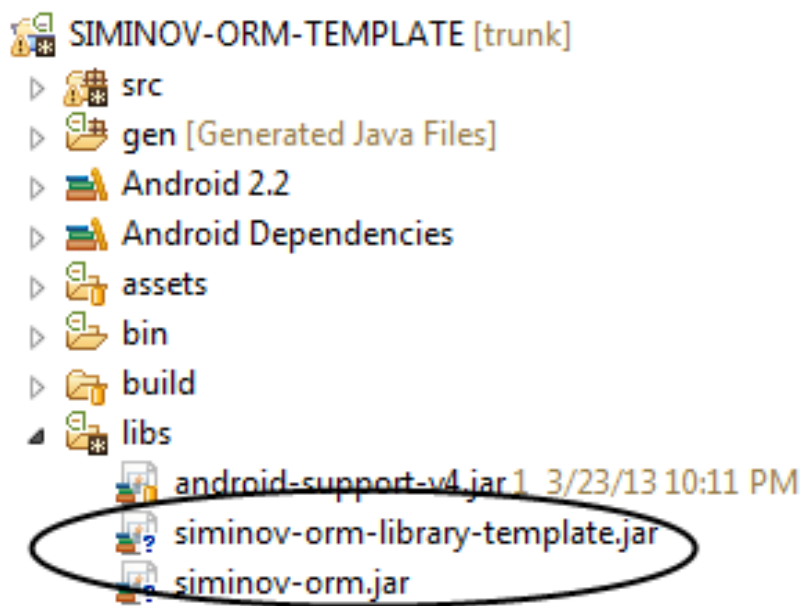 SIMINOV-ORM-TEMPLATE [trunk]
src
gen [Generated Java Files]
Android 2.2
Android Dependencies
assets
bin
build
libs
android-support-v4.jar 1 3/23/13 10:11 PM
siminov-orm-library-template.jar
siminov-orm.jar